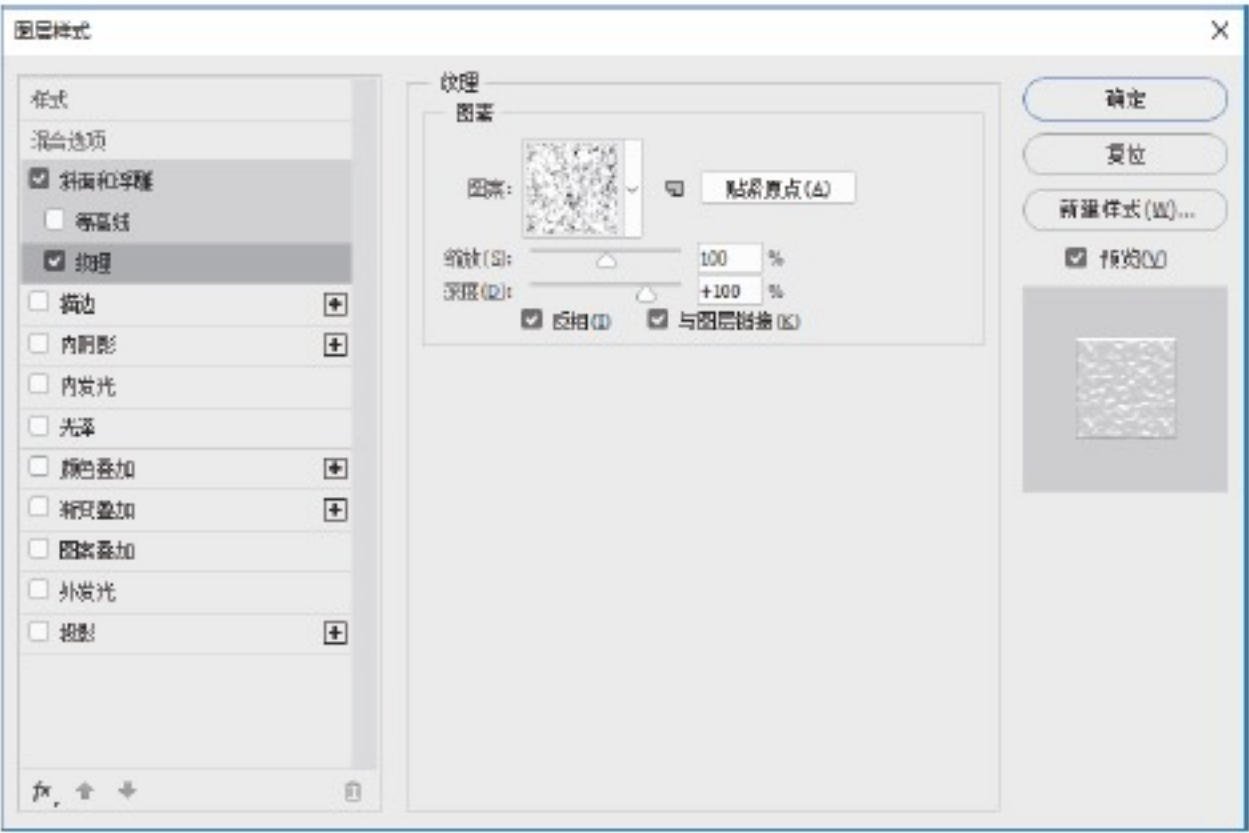 图层样式
样式
混合选项
斜面和浮雕
等高线
纹理
描边
内阴影
内发光
光泽
颜色叠加
渐变叠加
图案叠加
外发光
投影
fx
纹理
图素
图案:
贴紧原点(A)
缩放(S): 100 %
深度(D): +100 %
反相(I) 与图层链接(K)
确定
复位
新建样式(W)...
预览(V)